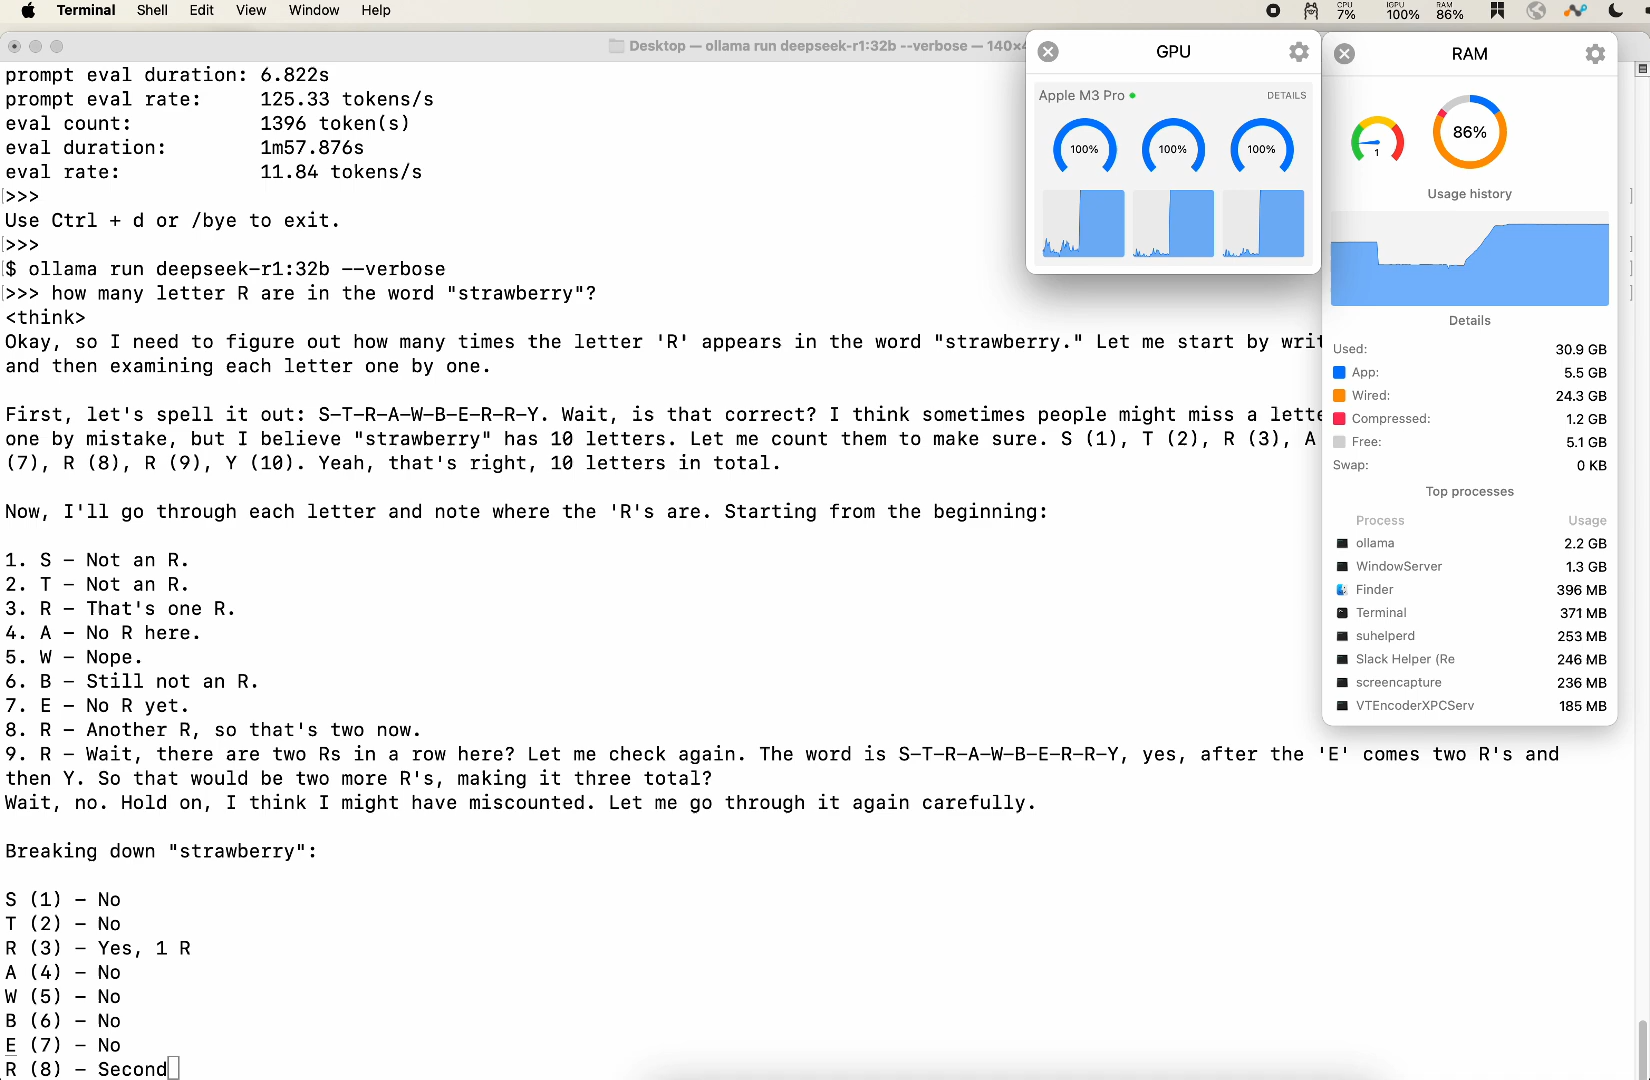 Terminal Shell Edit View Window Help
CPU 7% IGPU 100% RAM 86%
Desktop — ollama run deepseek-r1:32b --verbose — 140×4
prompt eval duration: 6.822s
prompt eval rate: 125.33 tokens/s
eval count: 1396 token(s)
eval duration: 1m57.876s
eval rate: 11.84 tokens/s
>>>
Use Ctrl + d or /bye to exit.
>>>
$ ollama run deepseek-r1:32b --verbose
>>> how many letter R are in the word "strawberry"?
<think>
Okay, so I need to figure out how many times the letter 'R' appears in the word "strawberry." Let me start by writ
and then examining each letter one by one.
First, let's spell it out: S-T-R-A-W-B-E-R-R-Y. Wait, is that correct? I think sometimes people might miss a lette
one by mistake, but I believe "strawberry" has 10 letters. Let me count them to make sure. S (1), T (2), R (3), A
(7), R (8), R (9), Y (10). Yeah, that's right, 10 letters in total.
Now, I'll go through each letter and note where the 'R's are. Starting from the beginning:
1. S - Not an R.
2. T - Not an R.
3. R - That's one R.
4. A - No R here.
5. W - Nope.
6. B - Still not an R.
7. E - No R yet.
8. R - Another R, so that's two now.
9. R - Wait, there are two Rs in a row here? Let me check again. The word is S-T-R-A-W-B-E-R-R-Y, yes, after the 'E' comes two R's and
then Y. So that would be two more R's, making it three total?
Wait, no. Hold on, I think I might have miscounted. Let me go through it again carefully.
Breaking down "strawberry":
S (1) - No
T (2) - No
R (3) - Yes, 1 R
A (4) - No
W (5) - No
B (6) - No
E (7) - No
R (8) - Second
GPU
Apple M3 Pro DETAILS
100% 100% 100%
RAM
1 86%
Usage history
Details
Used: 30.9 GB
App: 5.5 GB
Wired: 24.3 GB
Compressed: 1.2 GB
Free: 5.1 GB
Swap: 0 KB
Top processes
Process Usage
ollama 2.2 GB
WindowServer 1.3 GB
Finder 396 MB
Terminal 371 MB
suhelperd 253 MB
Slack Helper (Re 246 MB
screencapture 236 MB
VTEncoderXPCServ 185 MB